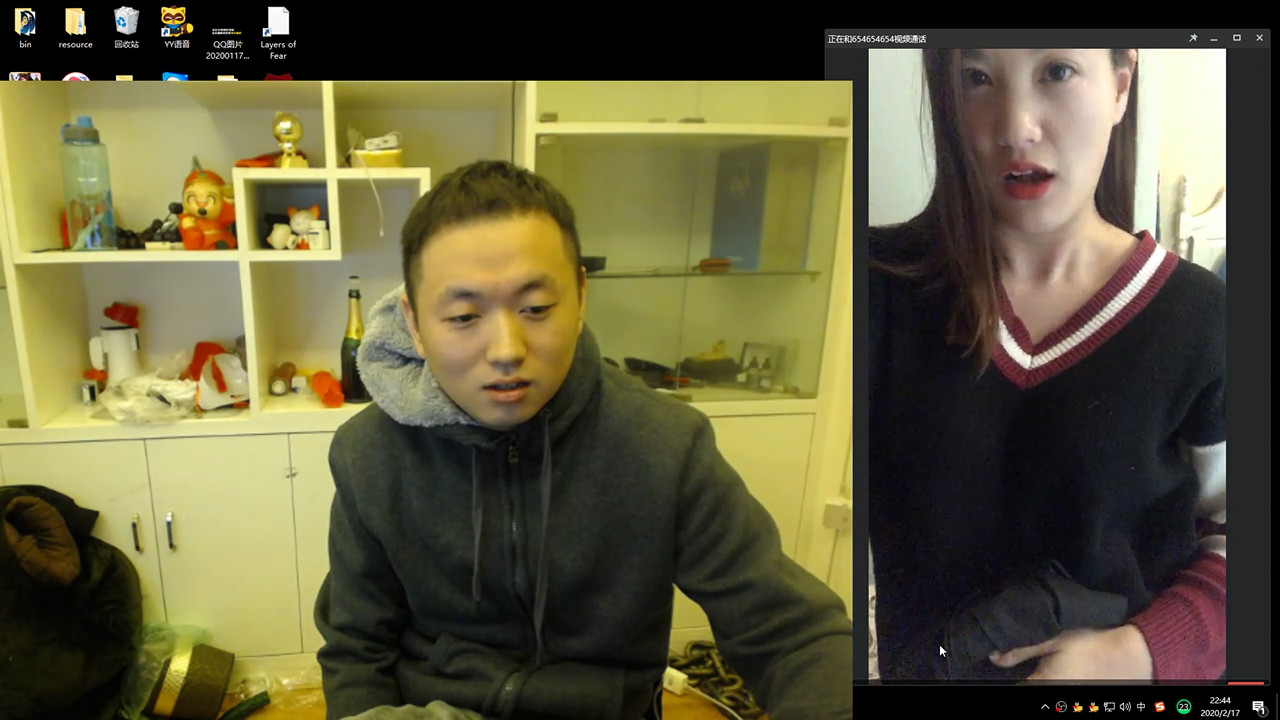 bin
resource
回收站
YY语音
QQ图片
20200117...
Layers of
Fear
正在和654654654视频通话
中
23
22:44
2020/2/17
1